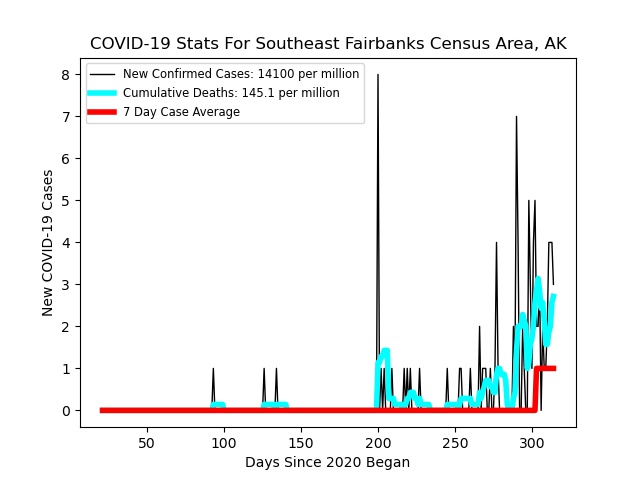 COVID-19 Stats For Southeast Fairbanks Census Area, AK
New Confirmed Cases: 14100 per million
Cumulative Deaths: 145.1 per million
7 Day Case Average
New COVID-19 Cases
8
7
6
5
4
3
2
1
0
50 100 150 200 250 300
Days Since 2020 Began